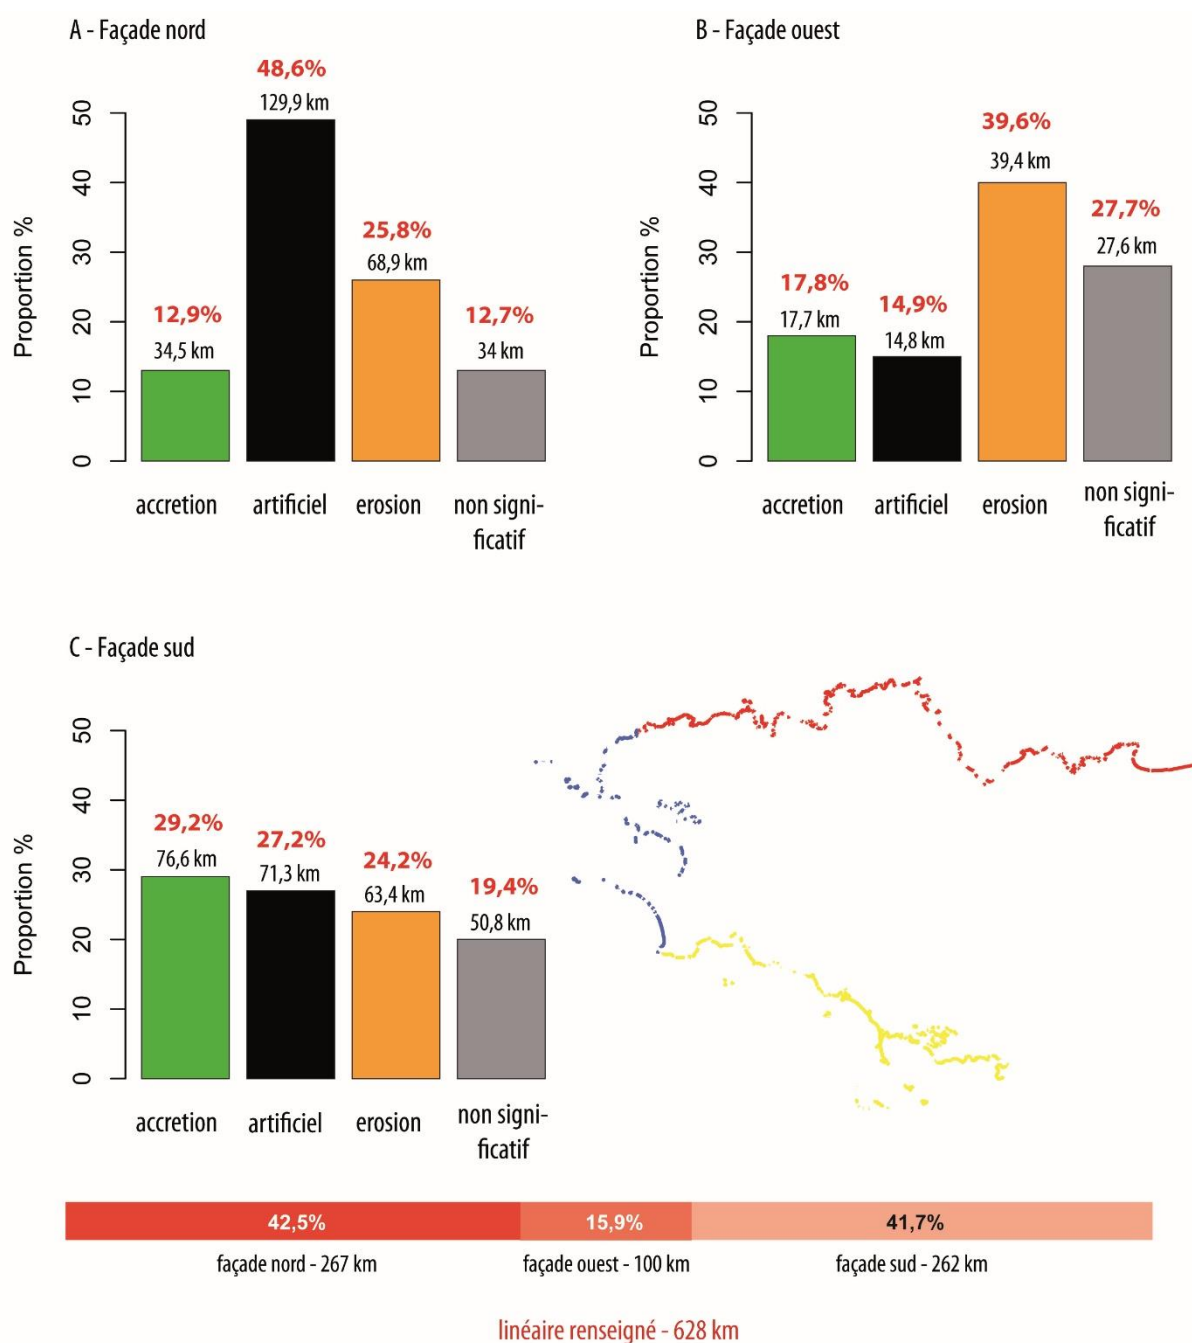 A - Façade nord
48,6%
129,9 km
25,8%
68,9 km
12,9%
34,5 km
12,7%
34 km
Proportion %
50
40
30
20
10
0
accretion
artificiel
erosion
non signi-
ficatif
B - Façade ouest
39,6%
39,4 km
27,7%
27,6 km
17,8%
17,7 km
14,9%
14,8 km
Proportion %
50
40
30
20
10
0
accretion
artificiel
erosion
non signi-
ficatif
C - Façade sud
29,2%
76,6 km
27,2%
71,3 km
24,2%
63,4 km
19,4%
50,8 km
Proportion %
50
40
30
20
10
0
accretion
artificiel
erosion
non signi-
ficatif
42,5%
15,9%
41,7%
façade nord - 267 km
façade ouest - 100 km
façade sud - 262 km
linéaire renseigné - 628 km